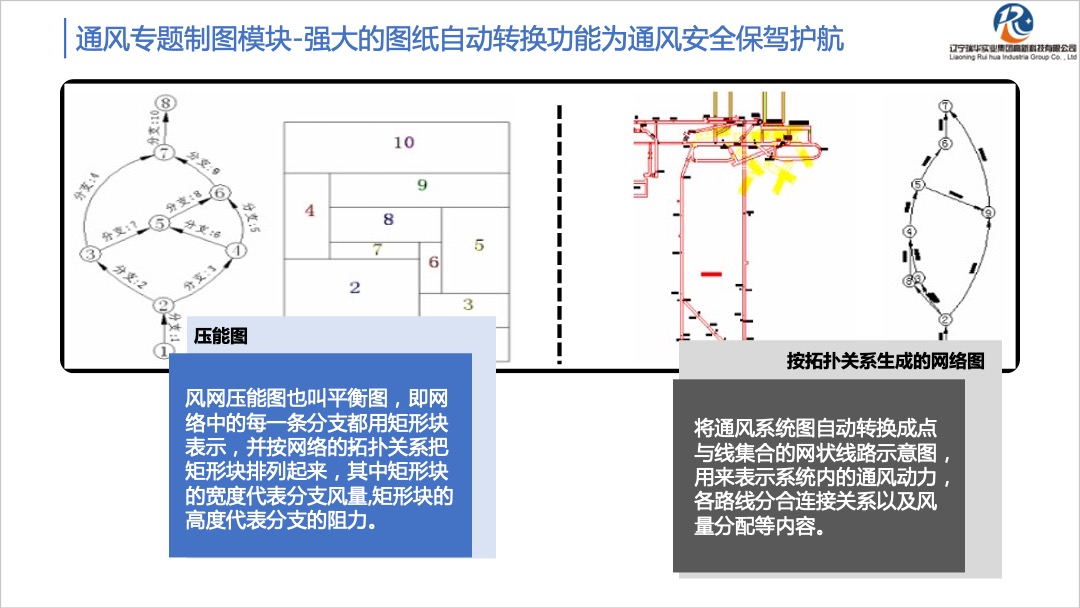 通风专题制图模块-强大的图纸自动转换功能为通风安全保驾护航
辽宁瑞华实业集团高新科技有限公司
Liaoning Rui hua Industria Group Co. , Ltd
8
分支:10
7
分支:9
分支:4
6
分支:8
5
分支:7
分支:6
分支:5
3
4
分支:2
分支:3
2
分支:1
1
10
9
4
8
7
6
5
2
3
7
6
5
9
4
8
3
2
压能图
风网压能图也叫平衡图，即网
络中的每一条分支都用矩形块
表示，并按网络的拓扑关系把
矩形块排列起来，其中矩形块
的宽度代表分支风量,矩形块的
高度代表分支的阻力。
按拓扑关系生成的网络图
将通风系统图自动转换成点
与线集合的网状线路示意图，
用来表示系统内的通风动力，
各路线分合连接关系以及风
量分配等内容。